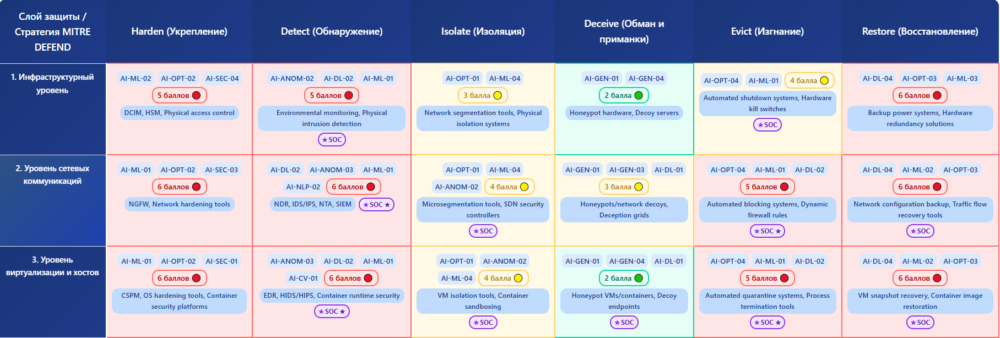 Слой защиты /
Стратегия MITRE
DEFEND
Harden (Укрепление)
Detect (Обнаружение)
Isolate (Изоляция)
Deceive (Обман и
приманки)
Evict (Изгнание)
Restore (Восстановление)
1. Инфраструктурный
уровень
AI-ML-02 AI-OPT-02 AI-SEC-04
5 баллов
DCIM, HSM, Physical access control
AI-ANOM-02 AI-DL-02 AI-ML-01
5 баллов
Environmental monitoring, Physical
intrusion detection
★SOC
AI-OPT-01 AI-ML-04
3 балла
Network segmentation tools, Physical
isolation systems
AI-GEN-01 AI-GEN-04
2 балла
Honeypot hardware, Decoy servers
AI-OPT-04 AI-ML-01 4 балла
Automated shutdown systems, Hardware
kill switches
★SOC
AI-DL-04 AI-OPT-03 AI-ML-03
6 баллов
Backup power systems, Hardware
redundancy solutions
2. Уровень сетевых
коммуникаций
AI-ML-01 AI-OPT-02 AI-SEC-03
6 баллов
NGFW, Network hardening tools
AI-DL-02 AI-ANOM-03 AI-ML-01
AI-NLP-02 6 баллов
NDR, IDS/IPS, NTA, SIEM ★SOC ★
AI-OPT-01 AI-ML-04
AI-ANOM-02 4 балла
Microsegmentation tools, SDN security
controllers
★SOC
AI-GEN-01 AI-GEN-03 AI-DL-01
3 балла
Honeypots/network decoys,
Deception grids
AI-OPT-04 AI-ML-01 AI-DL-02
5 баллов
Automated blocking systems, Dynamic
firewall rules
★SOC ★
AI-DL-04 AI-ML-02 AI-OPT-03
6 баллов
Network configuration backup, Traffic flow
recovery tools
★SOC
3. Уровень
виртуализации и хостов
AI-ML-01 AI-OPT-02 AI-SEC-01
6 баллов
CSPM, OS hardening tools, Container
security platforms
AI-ANOM-03 AI-DL-02 AI-ML-01
AI-CV-01 6 баллов
EDR, HIDS/HIPS, Container runtime security
★SOC ★
AI-OPT-01 AI-ANOM-02
AI-ML-04 4 балла
VM isolation tools, Container
sandboxing
★SOC
AI-GEN-01 AI-GEN-04 AI-DL-01
2 балла
Honeypot VMs/containers, Decoy
endpoints
★SOC
AI-OPT-04 AI-ML-01 AI-DL-02
5 баллов
Automated quarantine systems, Process
termination tools
★SOC ★
AI-DL-04 AI-ML-02 AI-OPT-03
6 баллов
VM snapshot recovery, Container image
restoration
★SOC